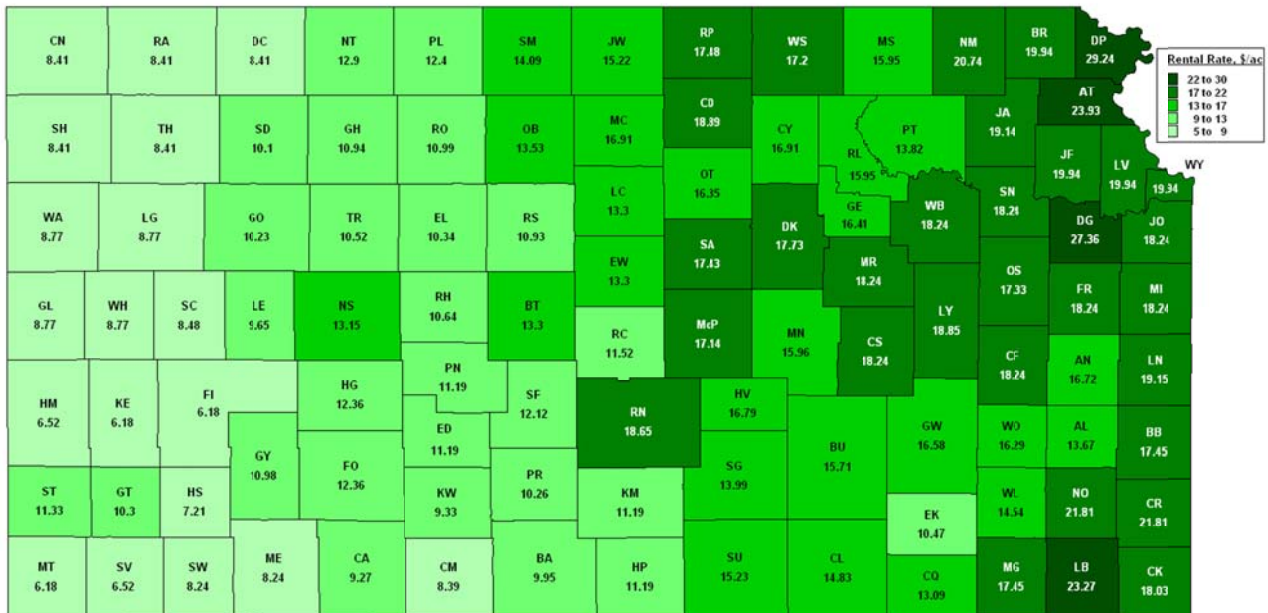 CN
8.41
RA
8.41
DC
8.41
NT
12.9
PL
12.4
SM
14.09
JW
15.22
RP
WS
17.2
MS
15.95
NM
20.74
BR
19.94
DP
29.24
Rental Rate, $/ac
22 to 30
17 to 22
13 to 17
9 to 13
5 to 9
SH
8.41
TH
8.41
SD
10.1
GH
10.94
RO
10.99
OB
13.53
MC
16.91
CD
CY
16.91
RL
15.95
PT
13.82
JA
19.14
AT
23.93
JF
19.94
LV
19.94
WY
19.94
WA
8.77
LG
8.77
GO
10.23
TR
10.52
EL
10.34
RS
10.93
LC
13.3
OT
16.35
DK
17.73
GE
16.41
WB
18.24
SN
DG
27.36
JO
18.24
EW
13.3
SA
MR
18.24
OS
17.33
FR
18.24
MI
18.24
GL
8.77
WH
8.77
SC
8.48
LE
9.65
NS
13.15
RH
10.64
BT
13.3
RC
11.52
McP
17.14
MN
15.96
CS
18.24
LY
18.85
CF
18.24
AN
16.72
LN
19.15
HM
6.52
KE
6.18
FI
6.18
HG
12.36
PN
11.19
SF
12.12
RN
18.65
HV
16.79
BU
15.71
GW
16.58
WO
AL
13.67
BB
17.45
GY
10.98
FO
12.36
ED
11.19
PR
10.26
SG
13.99
ST
11.33
GT
10.3
HS
7.21
KW
9.33
KM
11.19
EK
10.47
WL
NO
21.81
CR
21.81
MT
6.18
SV
6.52
SW
8.24
ME
8.24
CA
9.27
CM
8.39
BA
9.95
HP
11.19
SU
15.23
CL
14.83
CQ
13.09
MG
17.45
LB
23.27
CK
18.03